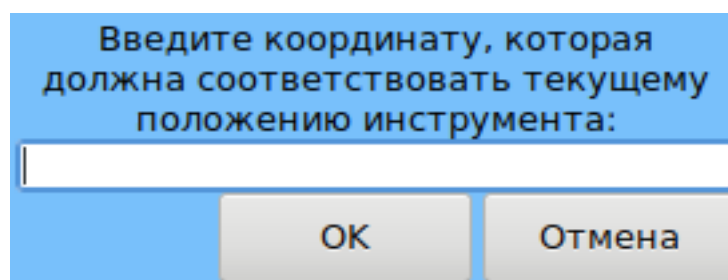 Введите координату, которая
должна соответствовать текущему
положению инструмента:
OK
Отмена